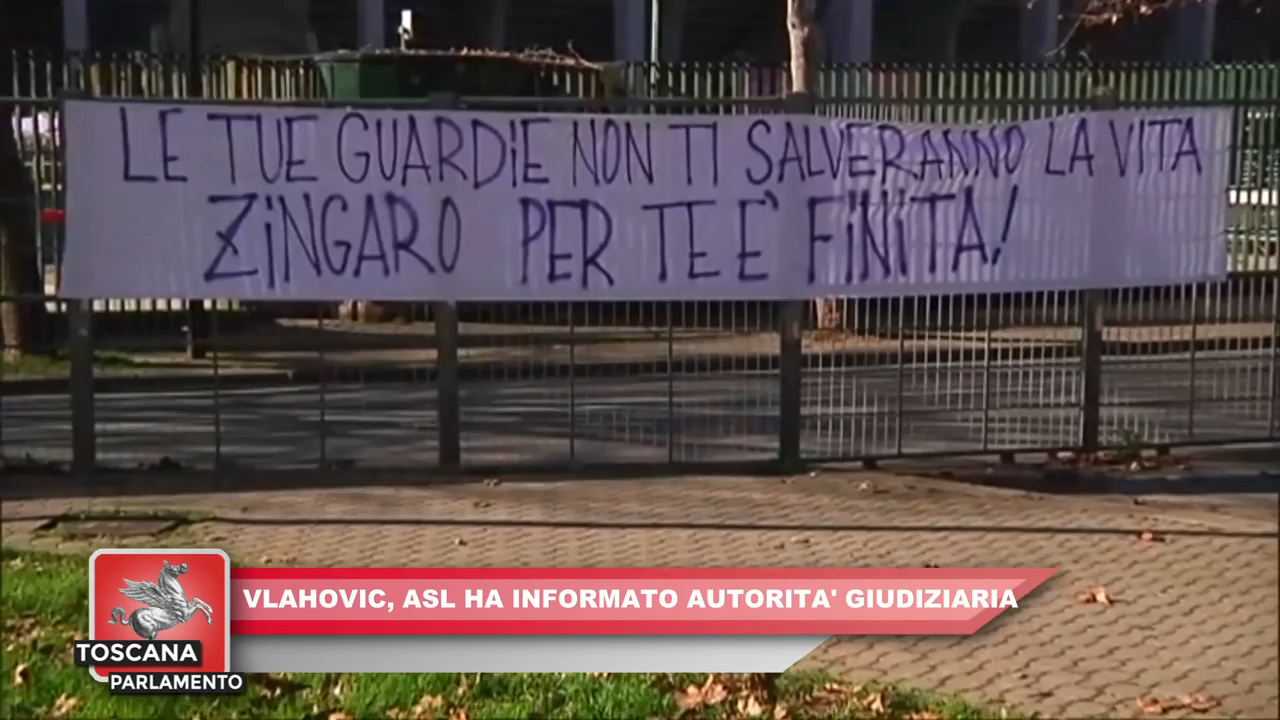 LE TUE GUARDiE NON TI SALVERANNO LA VITA
ZiNGARO PER TE E' FiNiTA!
VLAHOVIC, ASL HA INFORMATO AUTORITA' GIUDIZIARIA
TOSCANA
PARLAMENTO